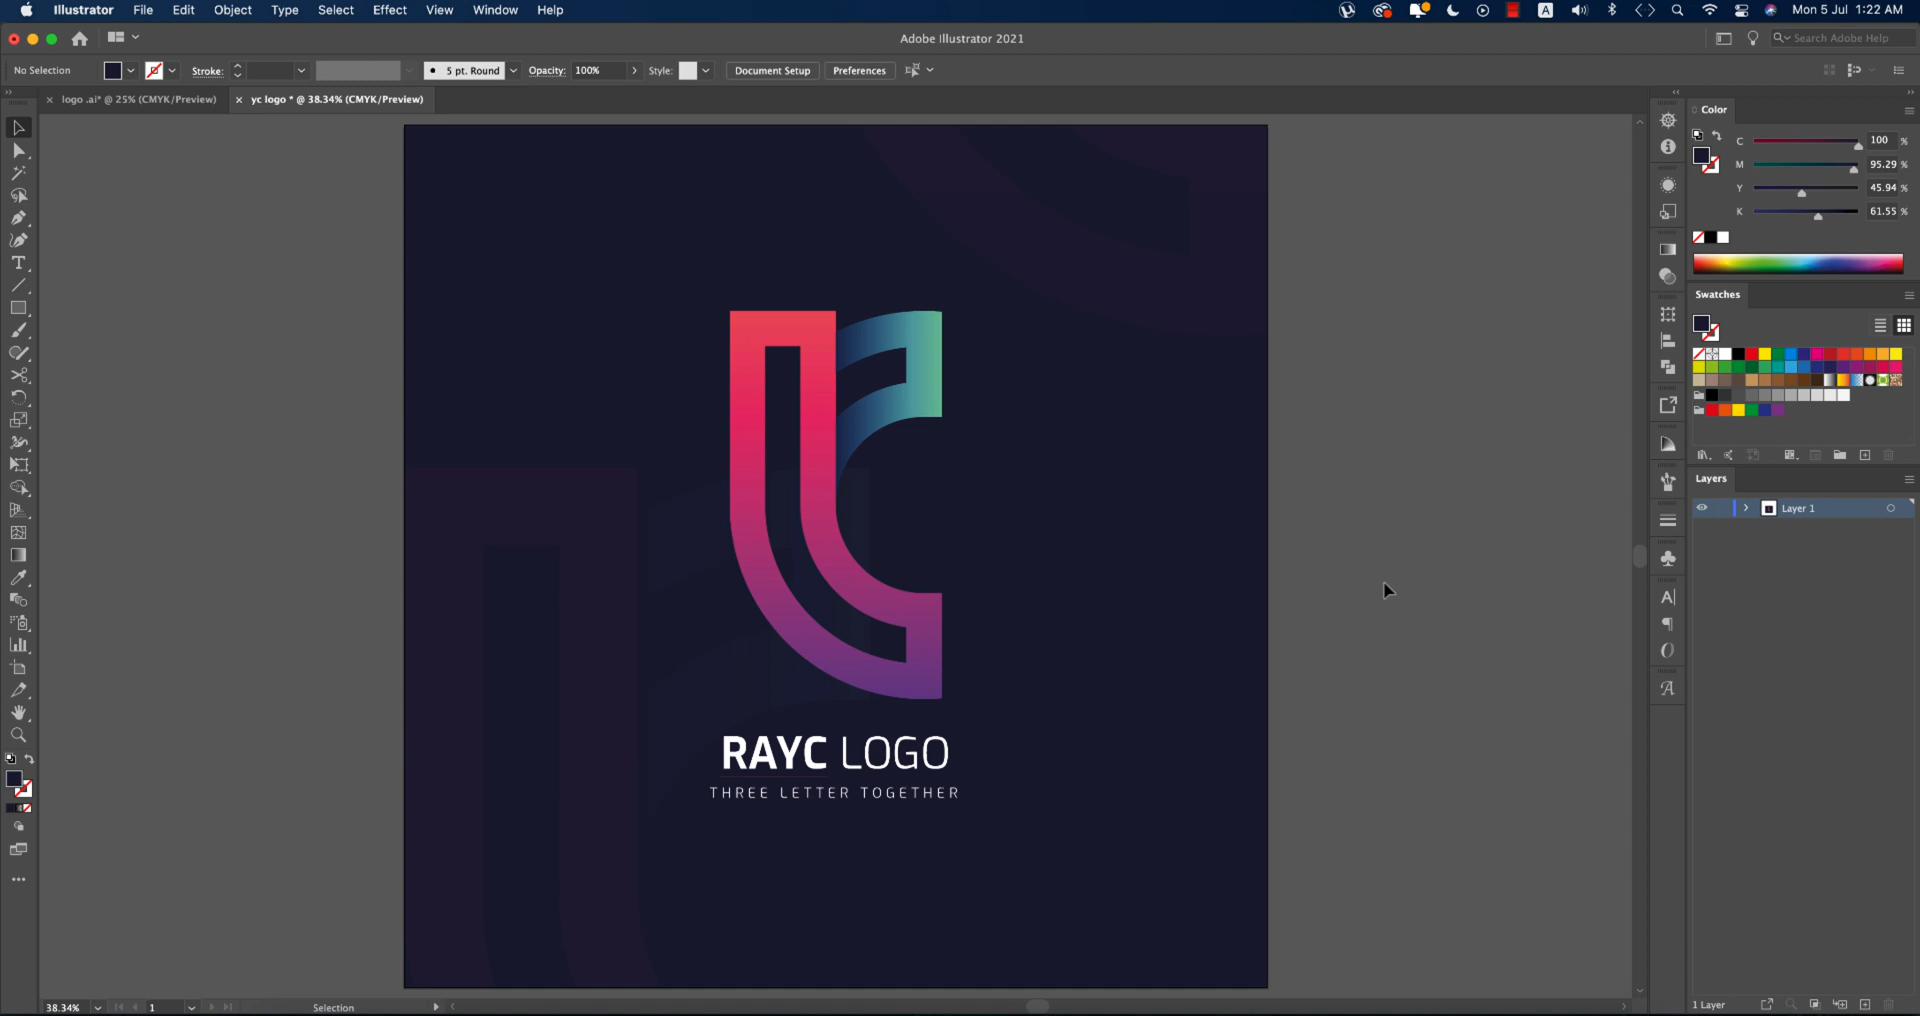 Illustrator File Edit Object Type Select Effect View Window Help
A Mon 5 Jul 1:22 AM
Adobe Illustrator 2021
Search Adobe Help
No Selection Stroke: 5 pt. Round Opacity: 100% Style: Document Setup Preferences
logo .ai* @ 25% (CMYK/Preview) yc logo * @ 38.34% (CMYK/Preview)
Color
C 100 %
M 95.29 %
Y 45.94 %
K 61.55 %
Swatches
Layers
Layer 1
RAYC LOGO
THREE LETTER TOGETHER
38.34% 1 Selection
1 Layer